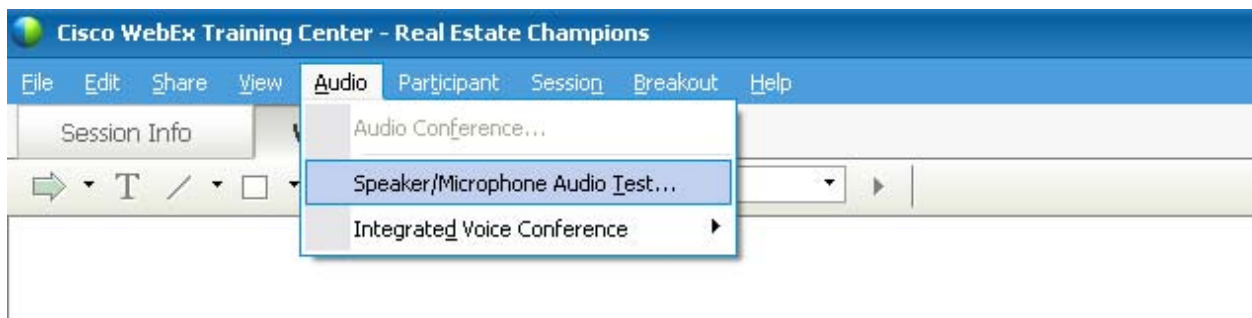 Cisco WebEx Training Center - Real Estate Champions
File Edit Share View Audio Participant Session Breakout Help
Session Info
Audio Conference...
T
Speaker/Microphone Audio Test...
Integrated Voice Conference